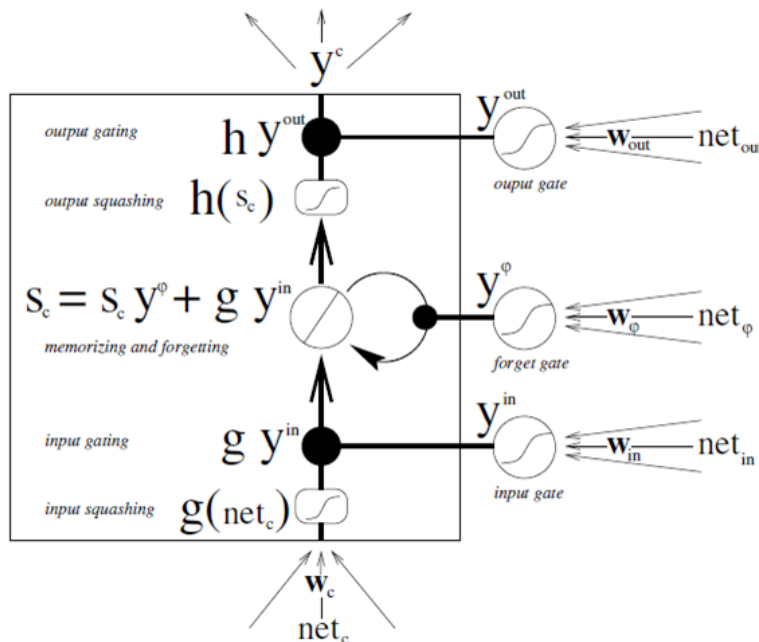 y^c
output gating
h y^out
y^out
w_out
net_out
ouput gate
output squashing
h(s_c)
s_c = s_c y^φ + g y^in
memorizing and forgetting
y^φ
w_φ
net_φ
forget gate
input gating
g y^in
y^in
w_in
net_in
input gate
input squashing
g(net_c)
w_c
net_c